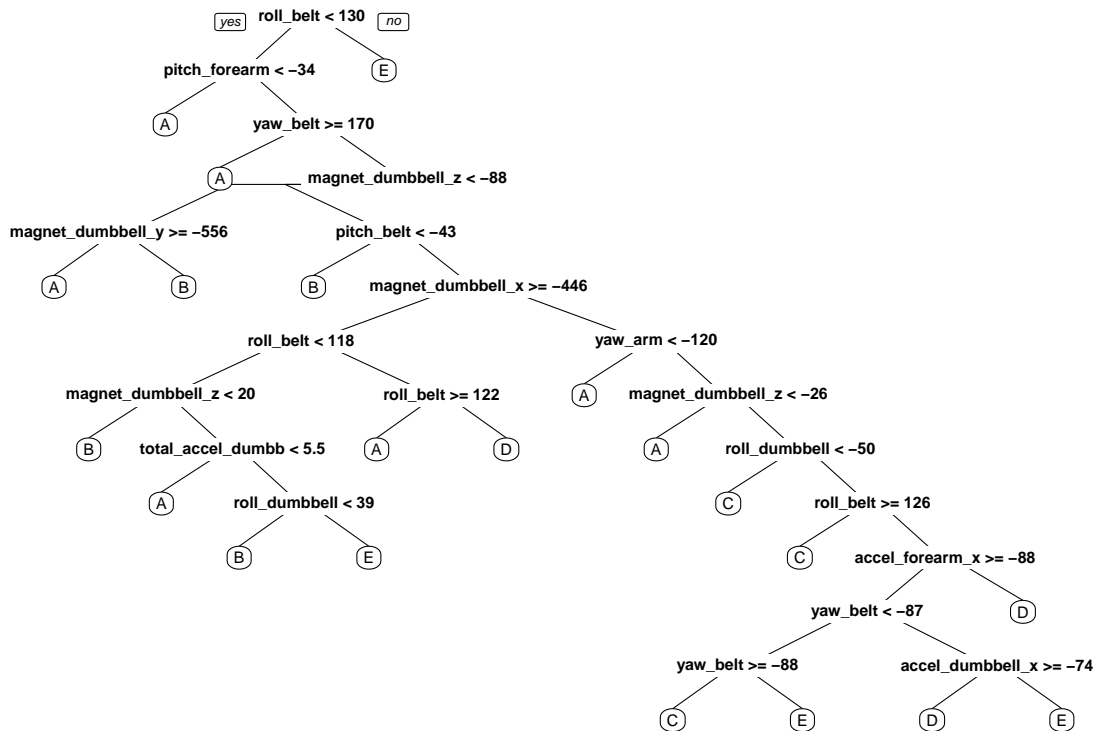 yes roll_belt < 130 no
pitch_forearm < −34 E
A yaw_belt >= 170
A magnet_dumbbell_z < −88
magnet_dumbbell_y >= −556 pitch_belt < −43
A B B magnet_dumbbell_x >= −446
roll_belt < 118 yaw_arm < −120
magnet_dumbbell_z < 20 roll_belt >= 122 A magnet_dumbbell_z < −26
B total_accel_dumbb < 5.5 A D A roll_dumbbell < −50
A roll_dumbbell < 39 C roll_belt >= 126
B E C accel_forearm_x >= −88
yaw_belt < −87 D
yaw_belt >= −88 accel_dumbbell_x >= −74
C E D E